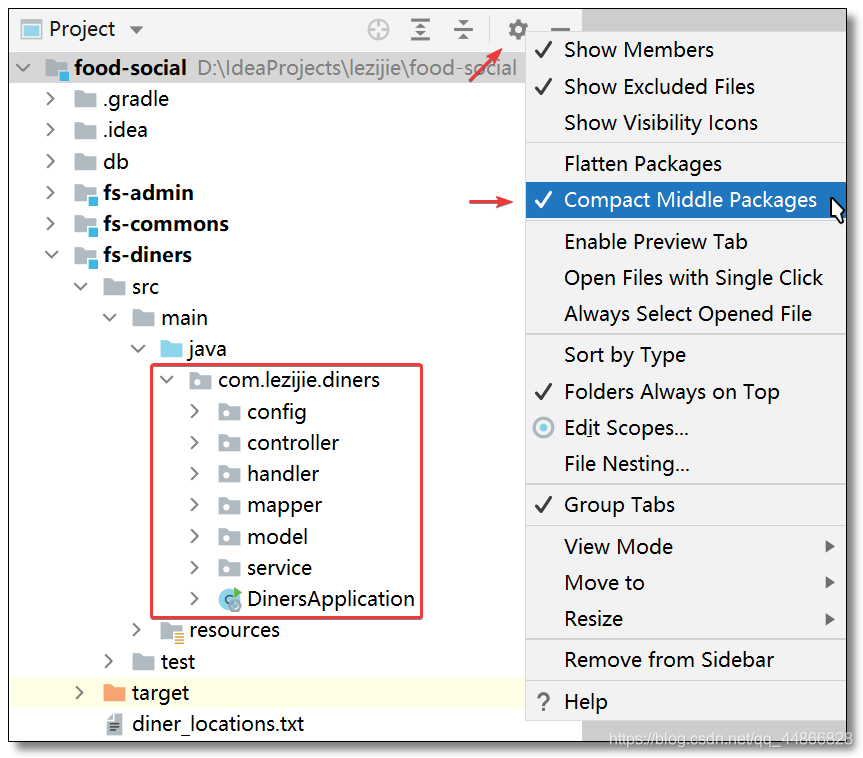 Project
food-social D:\IdeaProjects\lezijie\food-social
.gradle
.idea
db
fs-admin
fs-commons
fs-diners
src
main
java
com.lezijie.diners
config
controller
handler
mapper
model
service
DinersApplication
resources
test
target
diner_locations.txt
Show Members
Show Excluded Files
Show Visibility Icons
Flatten Packages
Compact Middle Packages
Enable Preview Tab
Open Files with Single Click
Always Select Opened File
Sort by Type
Folders Always on Top
Edit Scopes...
File Nesting...
Group Tabs
View Mode
Move to
Resize
Remove from Sidebar
? Help
https://blog.csdn.net/qq_44866828